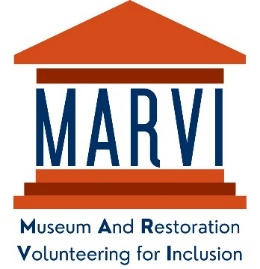 MARVI
Museum And Restoration
Volunteering for Inclusion